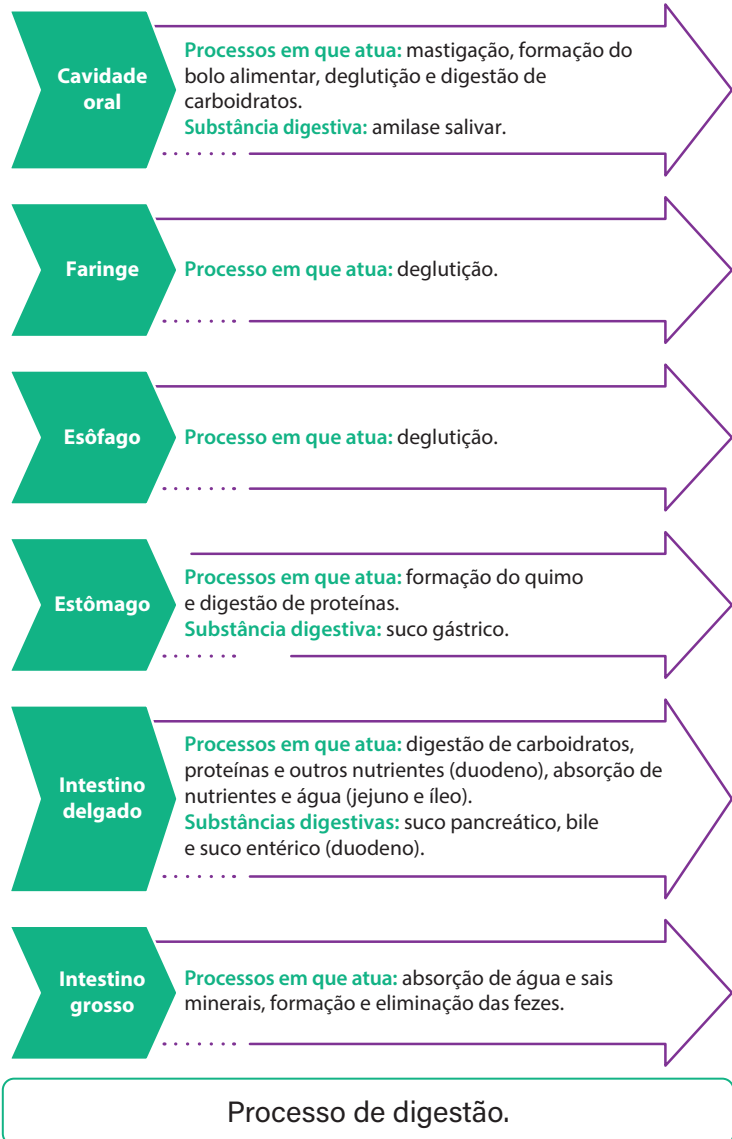 Cavidade
oral
Processos em que atua: mastigação, formação do
bolo alimentar, deglutição e digestão de
carboidratos.
Substância digestiva: amilase salivar.
Faringe
Processo em que atua: deglutição.
Esôfago
Processo em que atua: deglutição.
Estômago
Processos em que atua: formação do quimo
e digestão de proteínas.
Substância digestiva: suco gástrico.
Intestino
delgado
Processos em que atua: digestão de carboidratos,
proteínas e outros nutrientes (duodeno), absorção de
nutrientes e água (jejuno e íleo).
Substâncias digestivas: suco pancreático, bile
e suco entérico (duodeno).
Intestino
grosso
Processos em que atua: absorção de água e sais
minerais, formação e eliminação das fezes.
Processo de digestão.